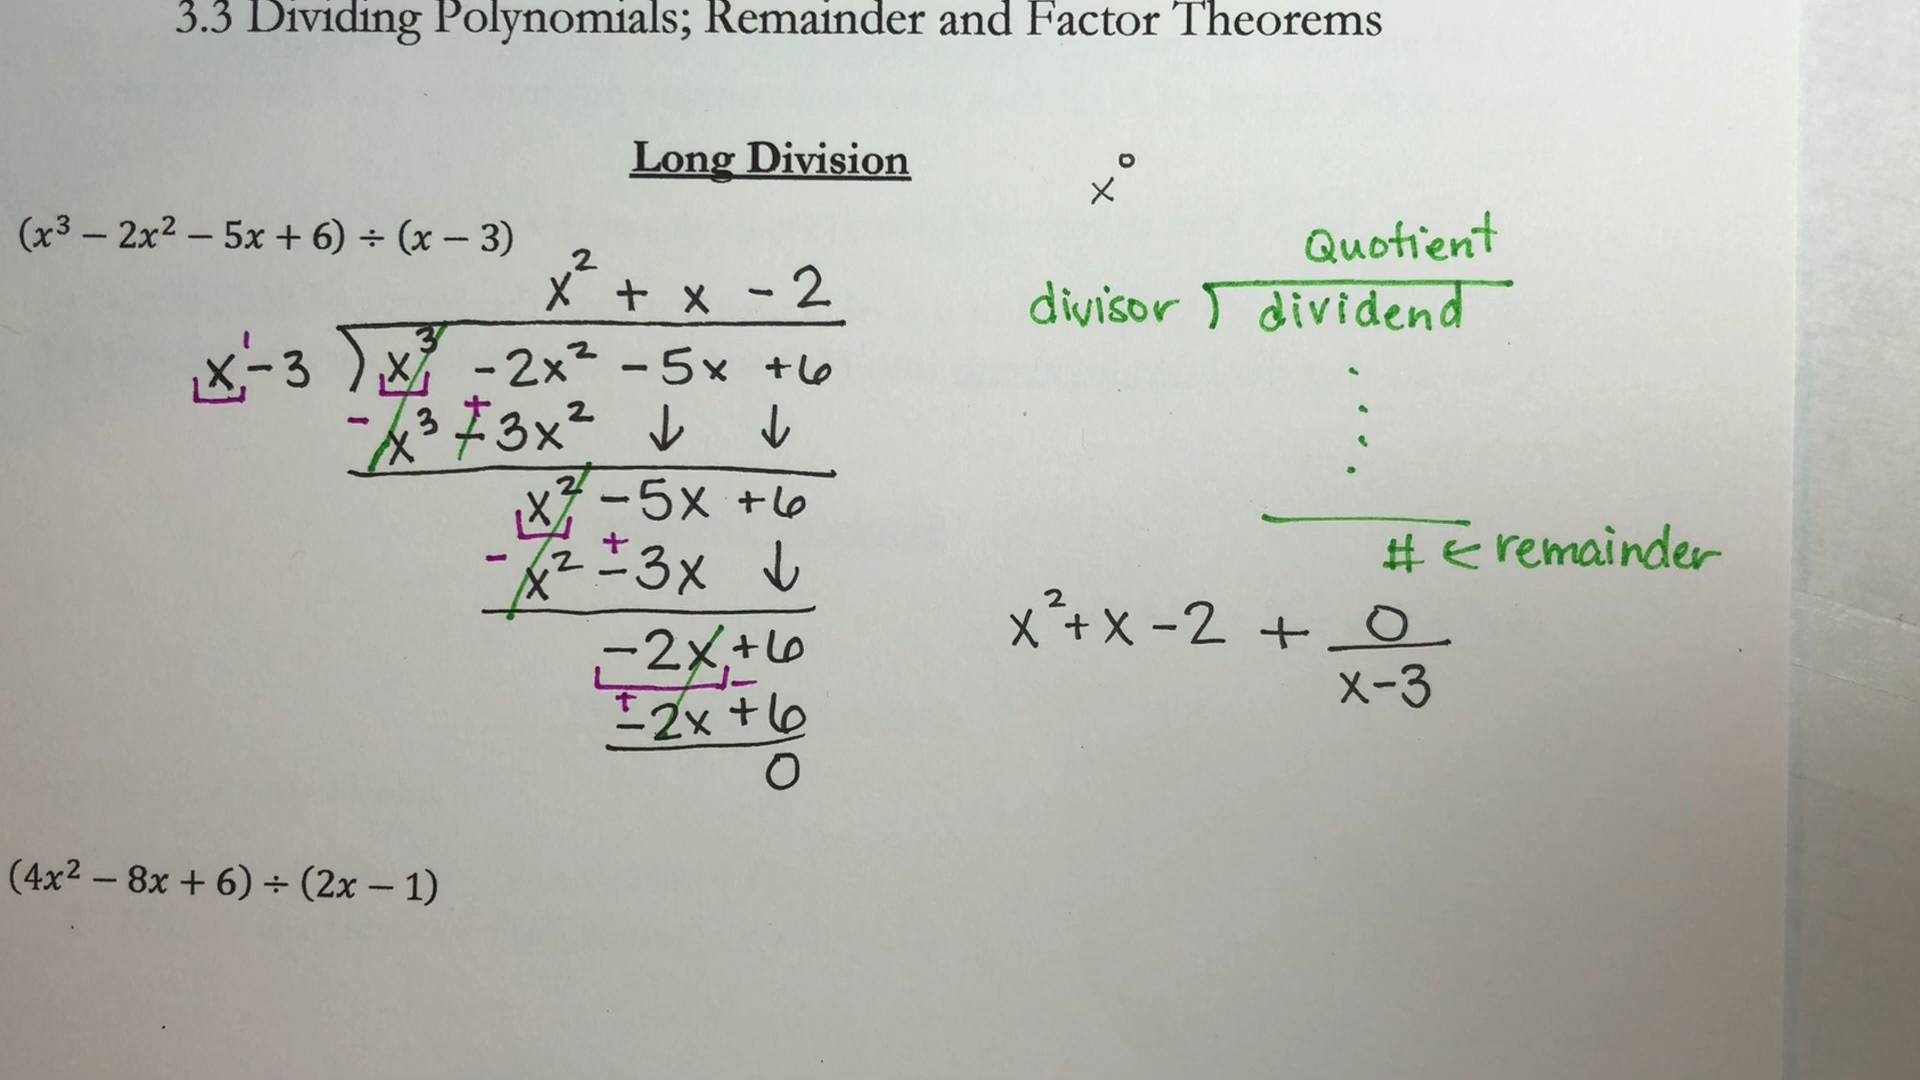 3.3 Dividing Polynomials; Remainder and Factor Theorems
Long Division
x⁰
(x³ – 2x² – 5x + 6) ÷ (x – 3)
x² + x - 2
x¹ - 3 ) x³ - 2x² - 5x + 6
- x³ -+ 3x² ↓ ↓
x² - 5x + 6
- x² -+ 3x ↓
-2x + 6
+ -
-2x + 6
0
Quotient
divisor ) dividend
# ← remainder
x² + x - 2 + 0
x - 3
(4x² – 8x + 6) ÷ (2x – 1)